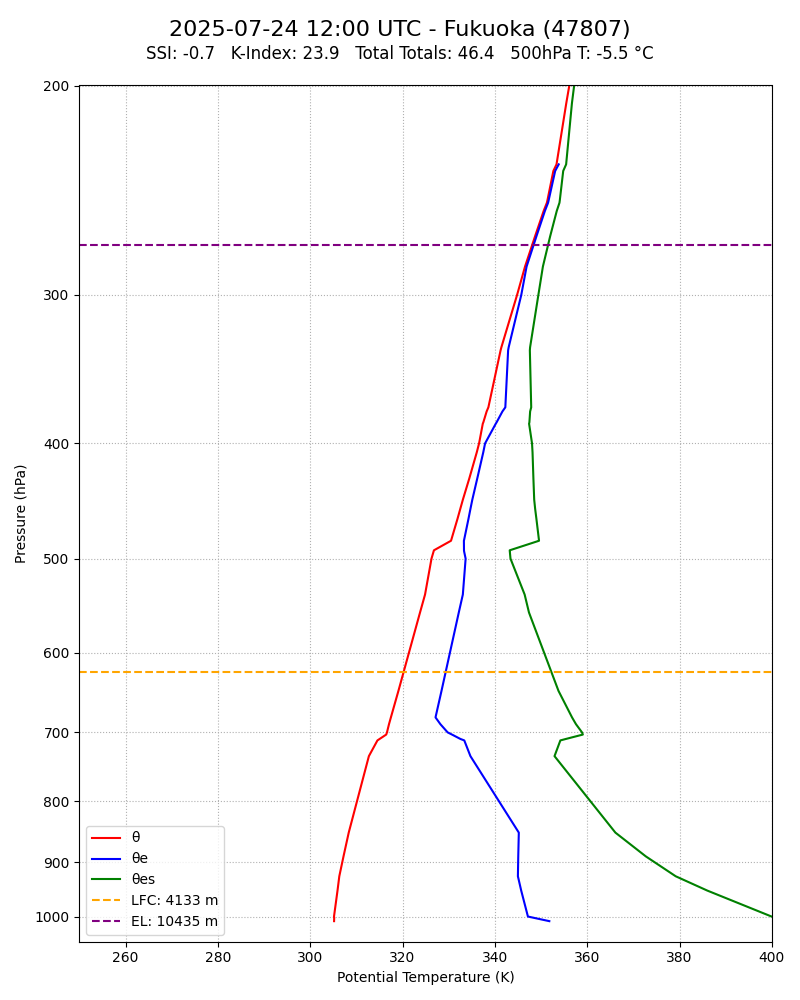 2025-07-24 12:00 UTC - Fukuoka (47807)
SSI: -0.7   K-Index: 23.9   Total Totals: 46.4   500hPa T: -5.5 °C
200
300
400
500
600
700
800
900
1000
Pressure (hPa)
θ
θe
θes
LFC: 4133 m
EL: 10435 m
260 280 300 320 340 360 380 400
Potential Temperature (K)